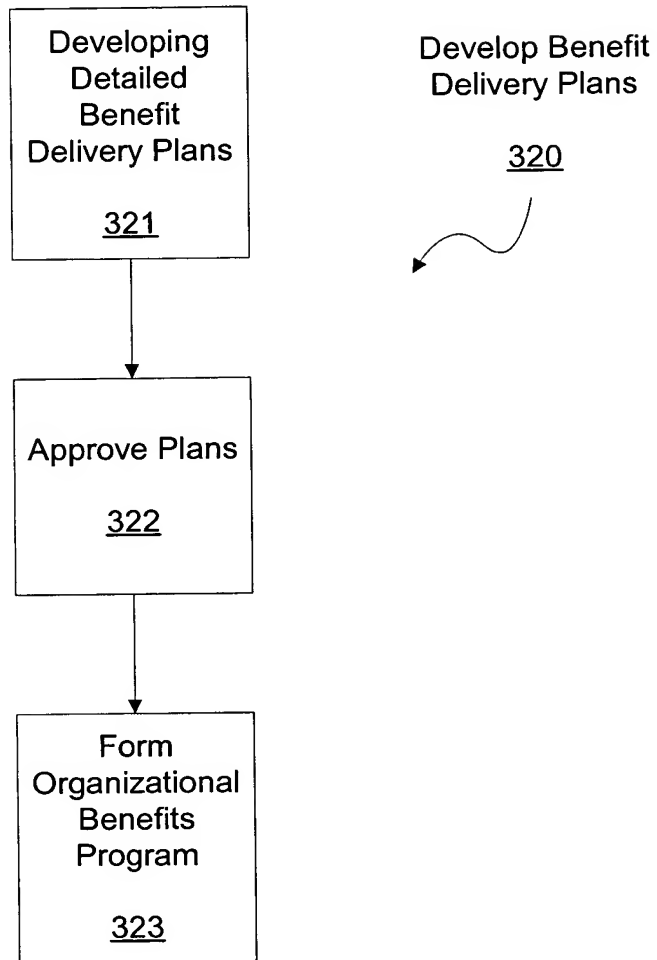 Developing
Detailed
Benefit
Delivery Plans
321
Develop Benefit
Delivery Plans
320
Approve Plans
322
Form
Organizational
Benefits
Program
323